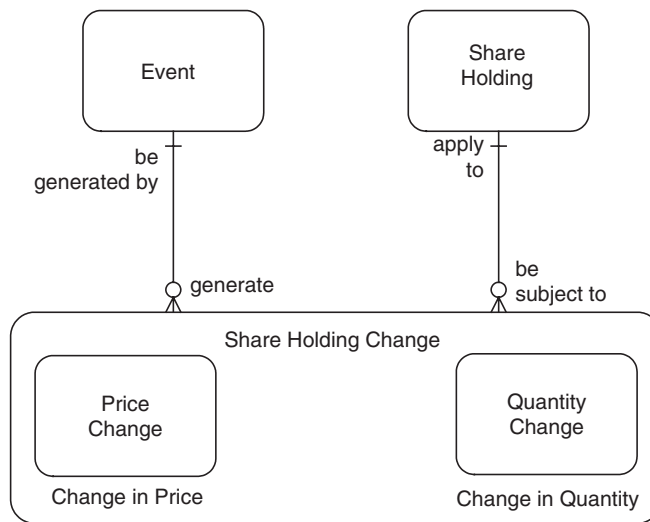 Event
Share
Holding
be
generated by
apply
to
generate
be
subject to
Share Holding Change
Price
Change
Quantity
Change
Change in Price
Change in Quantity